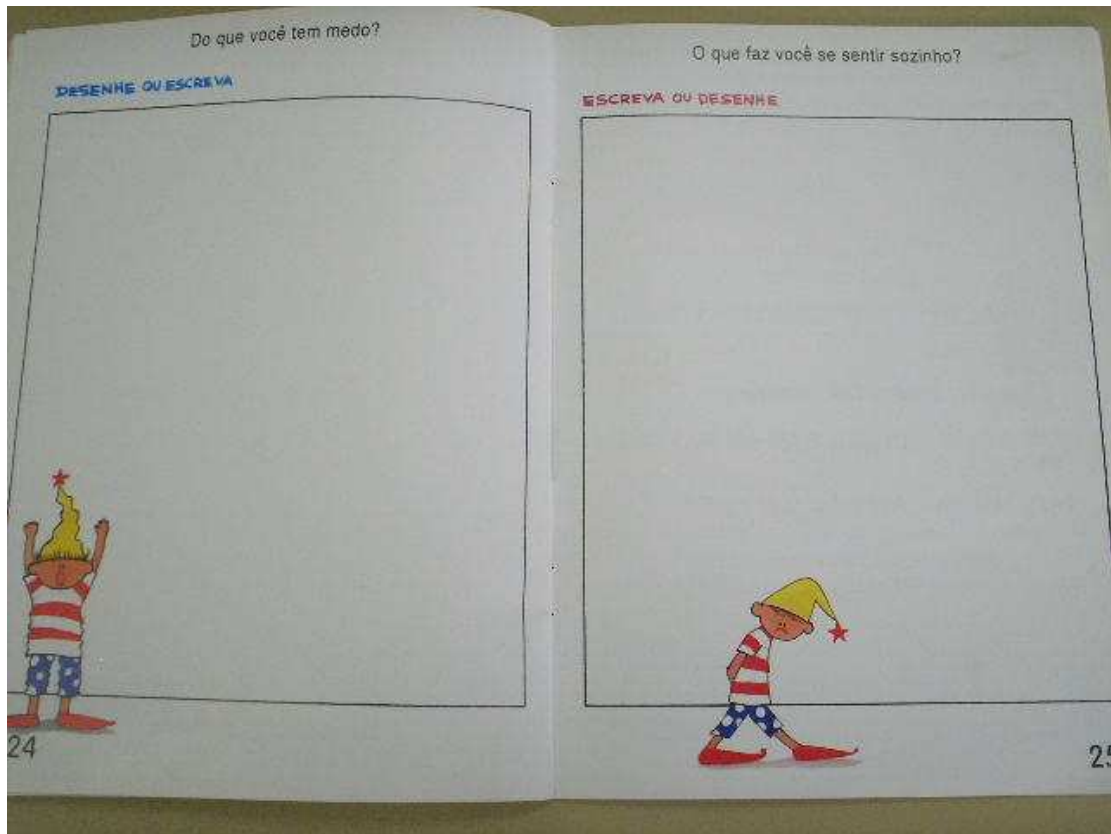 Do que você tem medo?
DESENHE OU ESCREVA
24
O que faz você se sentir sozinho?
ESCREVA OU DESENHE
25